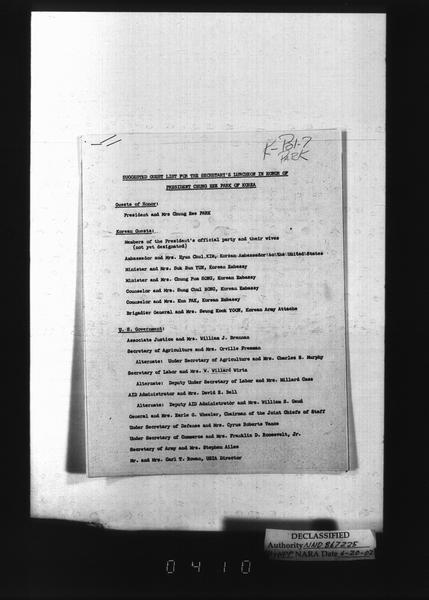 K-Pol-7
PARK
SUGGESTED GUEST LIST FOR THE SECRETARY'S LUNCHEON IN HONOR OF
PRESIDENT CHUNG HEE PARK OF KOREA
Guests of Honor:
President and Mrs Chung Hee PARK
Korean Guests:
Members of the President's official party and their wives
(not yet designated)
Ambassador and Mrs. Hyun Chul KIM, Korean Ambassador to the United States
Minister and Mrs. Suk Hun YUN, Korean Embassy
Minister and Mrs. Chung Pum SONG, Korean Embassy
Counselor and Mrs. Sung Chul HONG, Korean Embassy
Counselor and Mrs. Kun PAK, Korean Embassy
Brigadier General and Mrs. Seung Kook YOON, Korean Army Attache
U. S. Government:
Associate Justice and Mrs. William J. Brennan
Secretary of Agriculture and Mrs. Orville Freeman
Alternate: Under Secretary of Agriculture and Mrs. Charles S. Murphy
Secretary of Labor and Mrs. W. Willard Wirtz
Alternate: Deputy Under Secretary of Labor and Mrs. Millard Cass
AID Administrator and Mrs. David E. Bell
Alternate: Deputy AID Administrator and Mrs. William S. Gaud
General and Mrs. Earle G. Wheeler, Chairman of the Joint Chiefs of Staff
Under Secretary of Defense and Mrs. Cyrus Roberts Vance
Under Secretary of Commerce and Mrs. Franklin D. Roosevelt, Jr.
Secretary of Army and Mrs. Stephen Ailes
Mr. and Mrs. Carl T. Rowan, USIA Director
DECLASSIFIED
Authority NND 867225
NARA Date 6-20-02
0410